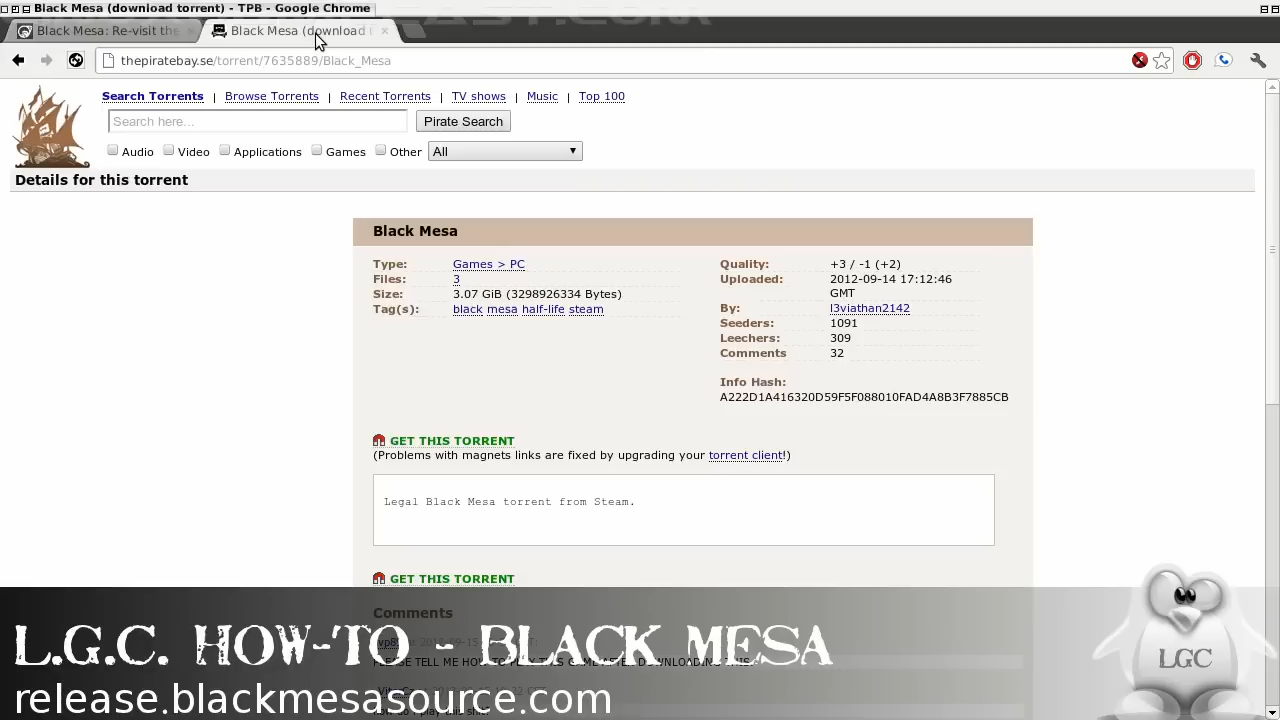 Black Mesa (download torrent) - TPB - Google Chrome
Black Mesa: Re-visit the
Black Mesa (download t
thepiratebay.se/torrent/7635889/Black_Mesa
Search Torrents | Browse Torrents | Recent Torrents | TV shows | Music | Top 100
Search here...
Pirate Search
Audio Video Applications Games Other All
Details for this torrent
Black Mesa
Type: Games > PC
Files: 3
Size: 3.07 GiB (3298926334 Bytes)
Tag(s): black mesa half-life steam
Quality: +3 / -1 (+2)
Uploaded: 2012-09-14 17:12:46
GMT
By: l3viathan2142
Seeders: 1091
Leechers: 309
Comments 32
Info Hash:
A222D1A416320D59F5F088010FAD4A8B3F7885CB
GET THIS TORRENT
(Problems with magnets links are fixed by upgrading your torrent client!)
Legal Black Mesa torrent from Steam.
GET THIS TORRENT
Comments
L.G.C. HOW-TO - BLACK MESA
release.blackmesasource.com
LGC